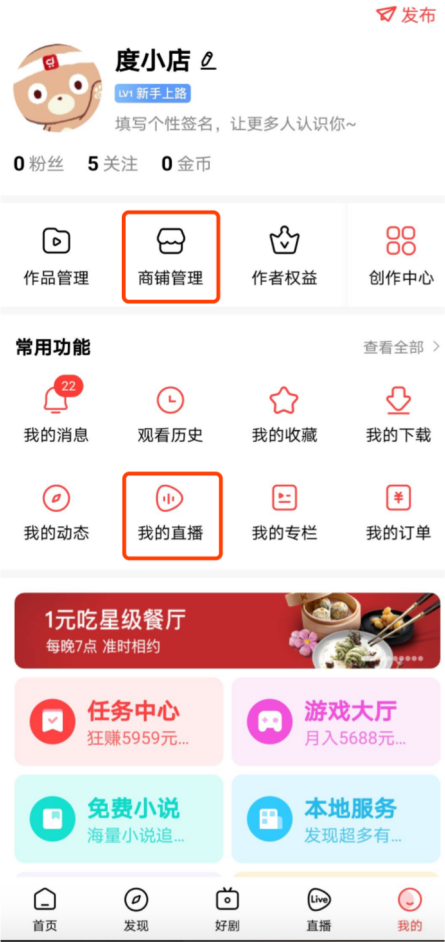 发布
度小店
LV1 新手上路
填写个性签名，让更多人认识你~
0 粉丝 5 关注 0 金币
作品管理 商铺管理 作者权益 创作中心
常用功能 查看全部
22
我的消息 观看历史 我的收藏 我的下载
我的动态 我的直播 我的专栏 我的订单
1元吃星级餐厅
每晚7点 准时相约
任务中心 游戏大厅
狂赚5959元... 月入5688元...
免费小说 本地服务
海量小说追... 发现超多有...
Live
首页 发现 好剧 直播 我的